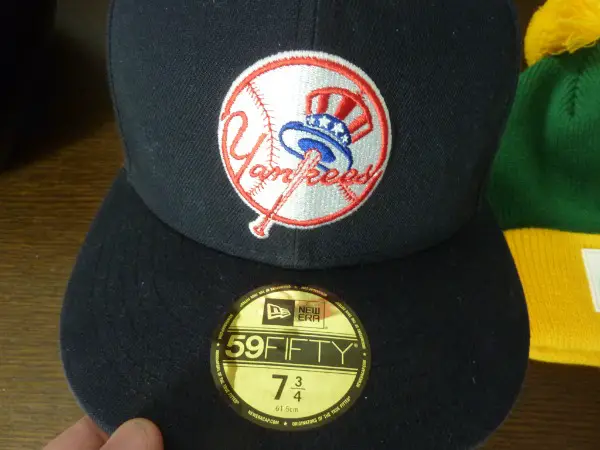 Yankees
NEW ERA
59FIFTY
7 3/4
61.5cm